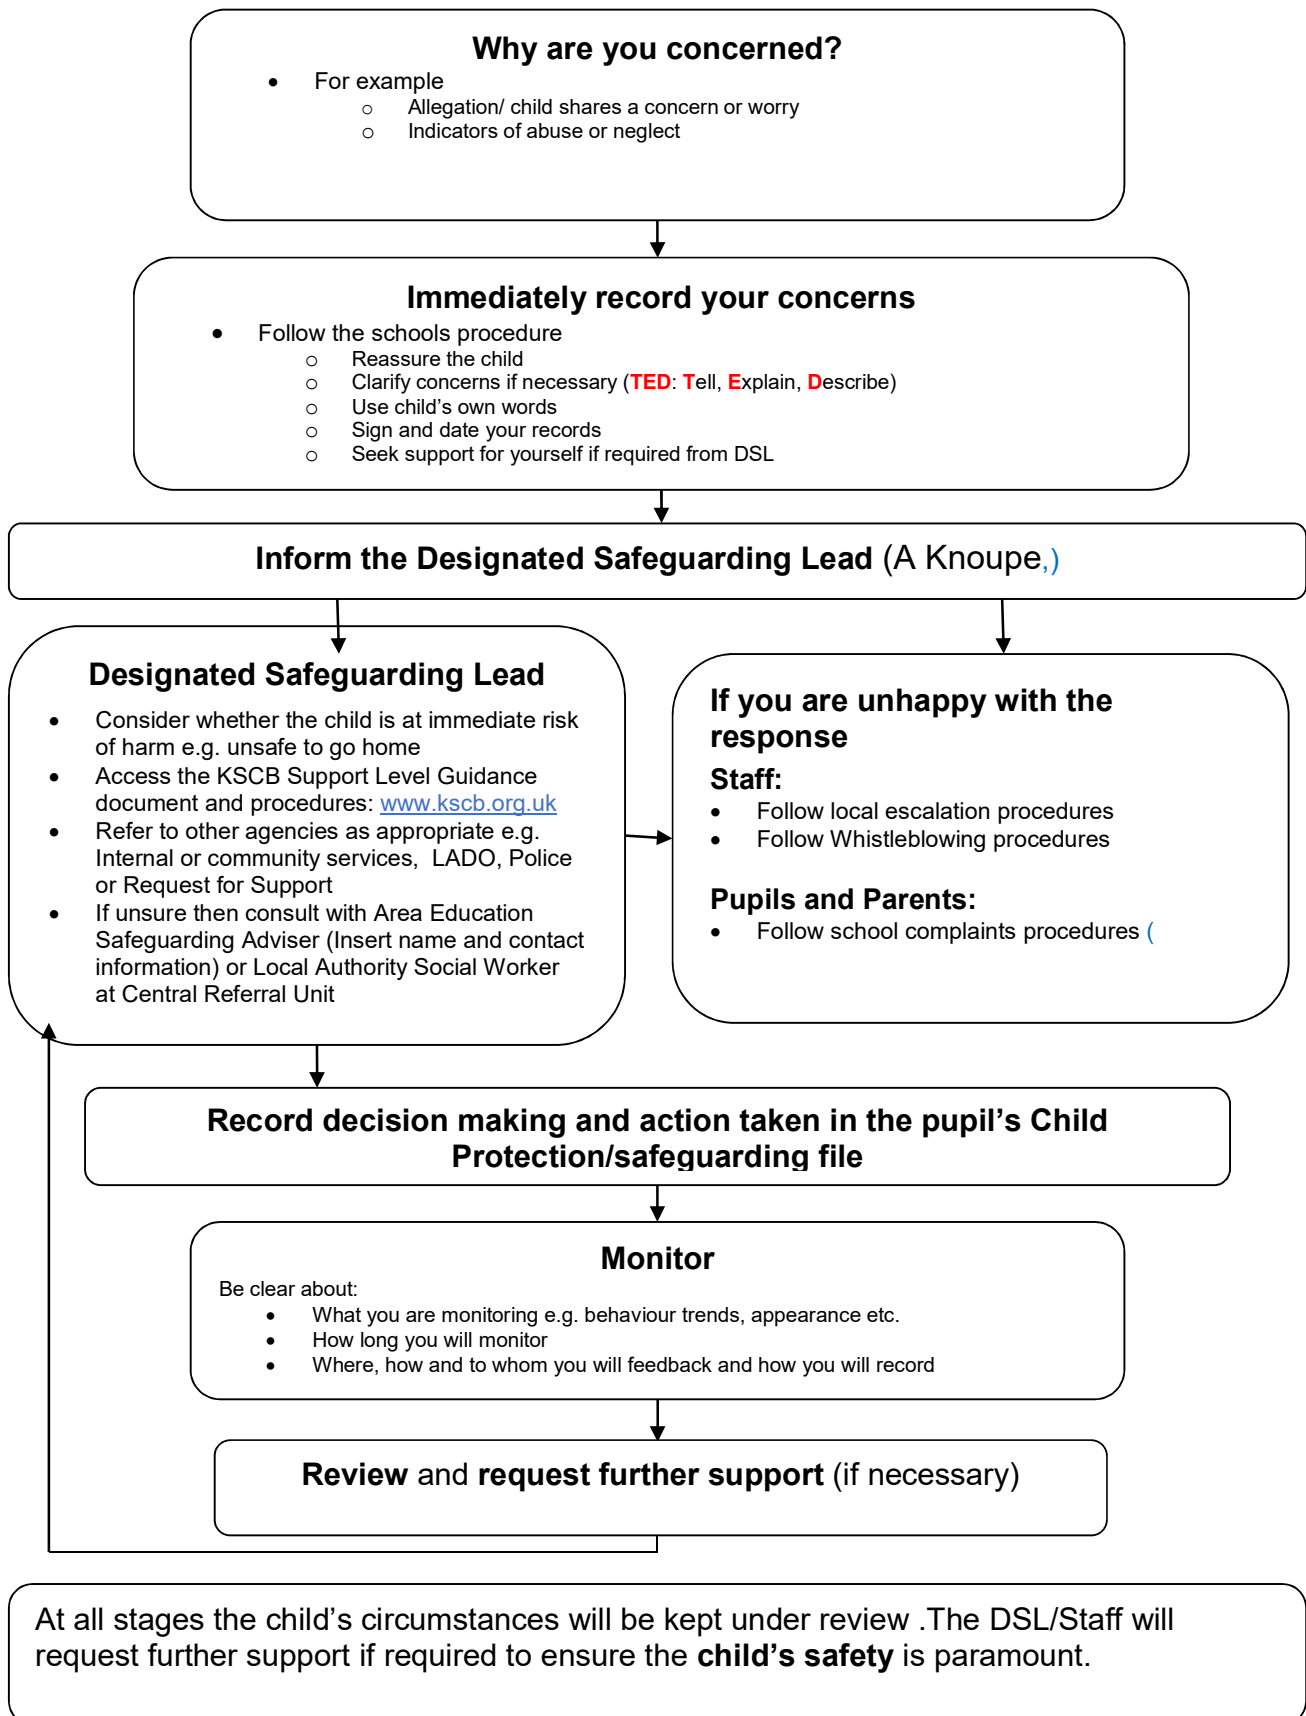 Why are you concerned?
• For example
o Allegation/ child shares a concern or worry
o Indicators of abuse or neglect
Immediately record your concerns
• Follow the schools procedure
o Reassure the child
o Clarify concerns if necessary (TED: Tell, Explain, Describe)
o Use child’s own words
o Sign and date your records
o Seek support for yourself if required from DSL
Inform the Designated Safeguarding Lead (A Knoupe,)
Designated Safeguarding Lead
• Consider whether the child is at immediate risk
of harm e.g. unsafe to go home
• Access the KSCB Support Level Guidance
document and procedures: www.kscb.org.uk
• Refer to other agencies as appropriate e.g.
Internal or community services, LADO, Police
or Request for Support
• If unsure then consult with Area Education
Safeguarding Adviser (Insert name and contact
information) or Local Authority Social Worker
at Central Referral Unit
If you are unhappy with the
response
Staff:
• Follow local escalation procedures
• Follow Whistleblowing procedures
Pupils and Parents:
• Follow school complaints procedures (
Record decision making and action taken in the pupil’s Child
Protection/safeguarding file
Monitor
Be clear about:
• What you are monitoring e.g. behaviour trends, appearance etc.
• How long you will monitor
• Where, how and to whom you will feedback and how you will record
Review and request further support (if necessary)
At all stages the child’s circumstances will be kept under review .The DSL/Staff will
request further support if required to ensure the child’s safety is paramount.